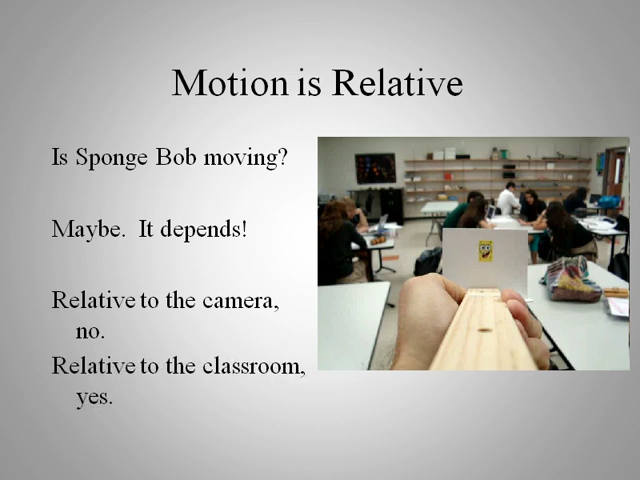 Motion is Relative
Is Sponge Bob moving?
Maybe.  It depends!
Relative to the camera,
no.
Relative to the classroom,
yes.